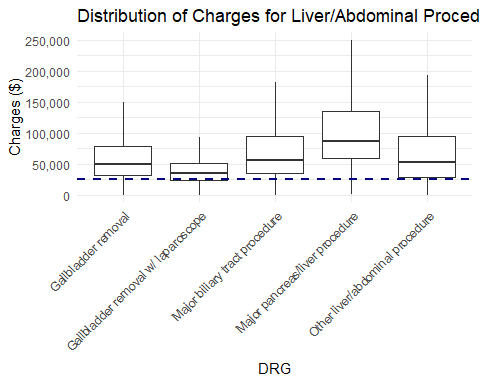 Distribution of Charges for Liver/Abdominal Proced
Charges ($)
250,000
200,000
150,000
100,000
50,000
0
Gallbladder removal
Gallbladder removal w/ laparoscope
Major biliary tract procedure
Major pancreas/liver procedure
Other liver/abdominal procedure
DRG